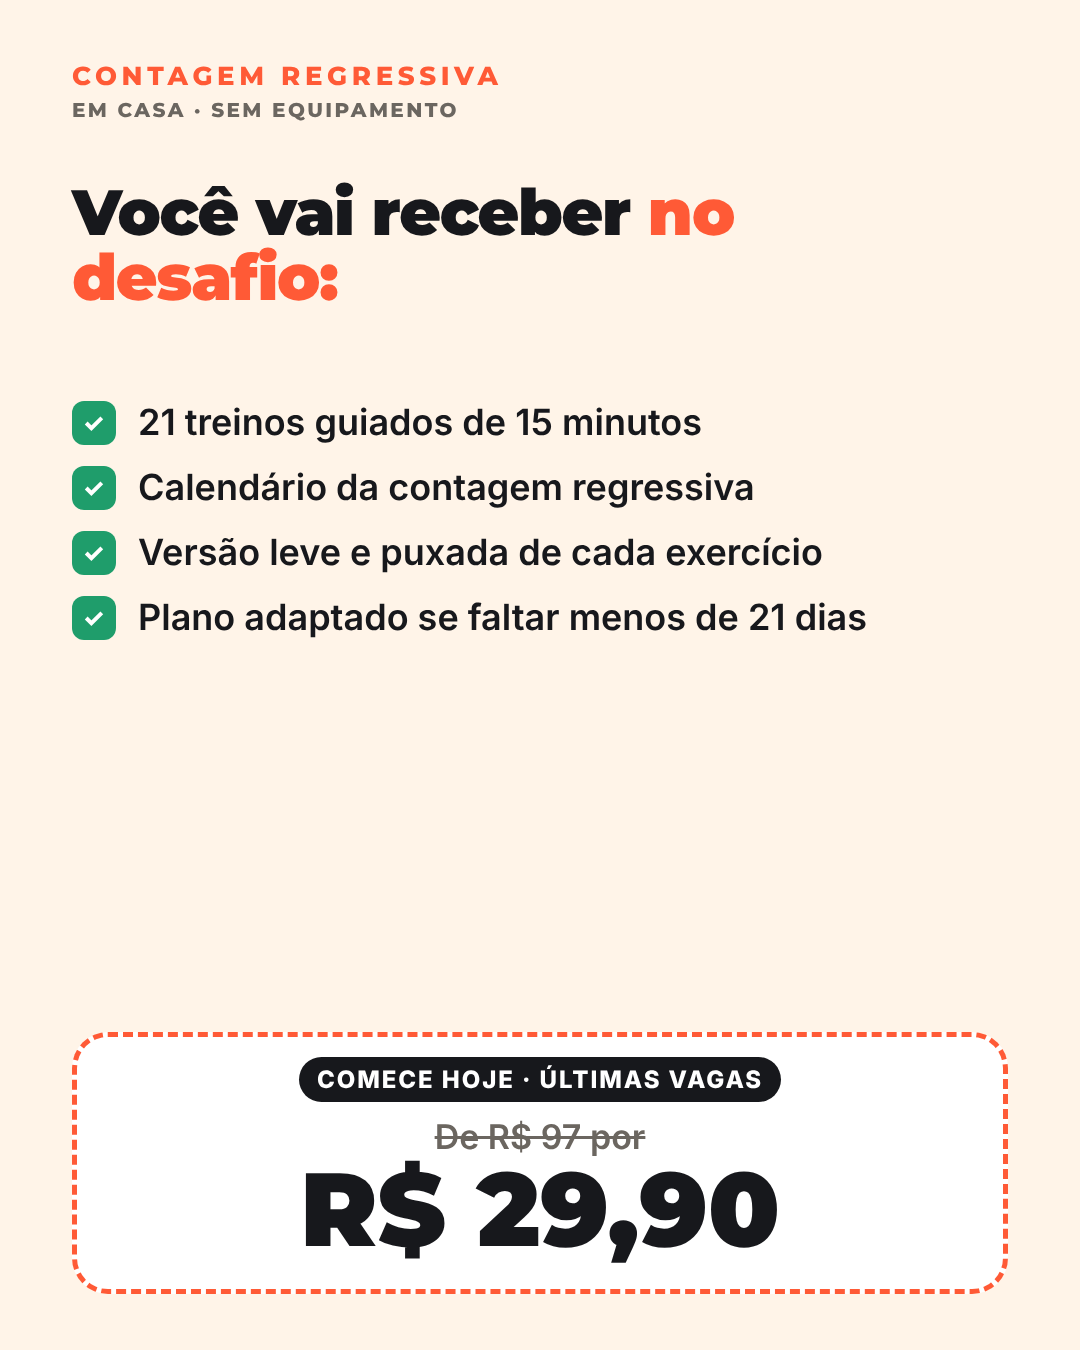 CONTAGEM REGRESSIVA
EM CASA · SEM EQUIPAMENTO
Você vai receber no
desafio:
21 treinos guiados de 15 minutos
Calendário da contagem regressiva
Versão leve e puxada de cada exercício
Plano adaptado se faltar menos de 21 dias
COMECE HOJE · ÚLTIMAS VAGAS
De R$ 97 por
R$ 29,90